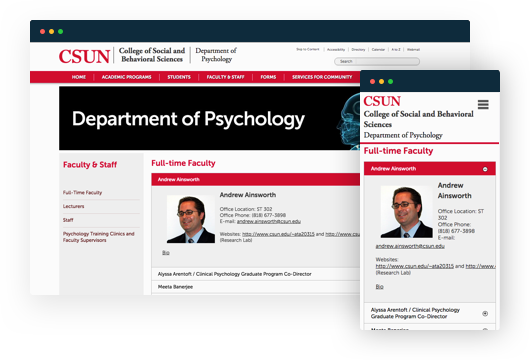 Skip to Content | Accessibility | Directory | Calendar | A to Z | Webmail
CSUN
College of Social and
Behavioral Sciences
Department of
Psychology
Search
HOME
ACADEMIC PROGRAMS
STUDENTS
FACULTY & STAFF
FORMS
SERVICES FOR COMMUNITY
Department of Psychology
Faculty & Staff
Full-Time Faculty
Lecturers
Staff
Psychology Training Clinics and
Faculty Supervisors
Full-time Faculty
Andrew Ainsworth
Andrew Ainsworth
Office Location: ST 302
Office Phone: (818) 677-3898
E-mail: andrew.ainsworth@csun.edu
Websites: http://www.csun.edu/~ata20315 and http://www.cs
(Research Lab)
Bio
Alyssa Arentoft / Clinical Psychology Graduate Program Co-Director
Meeta Banerjee
CSUN
College of Social and Behavioral
Sciences
Department of Psychology
Full-time Faculty
Andrew Ainsworth
Andrew
Ainsworth
Office Location: ST
302
Office Phone:
(818) 677-3898
E-mail:
andrew.ainsworth@csun.edu
Websites:
http://www.csun.edu/~ata20315 and http://www
(Research Lab)
Bio
Alyssa Arentoft / Clinical Psychology
Graduate Program Co-Director
Meeta Banerjee